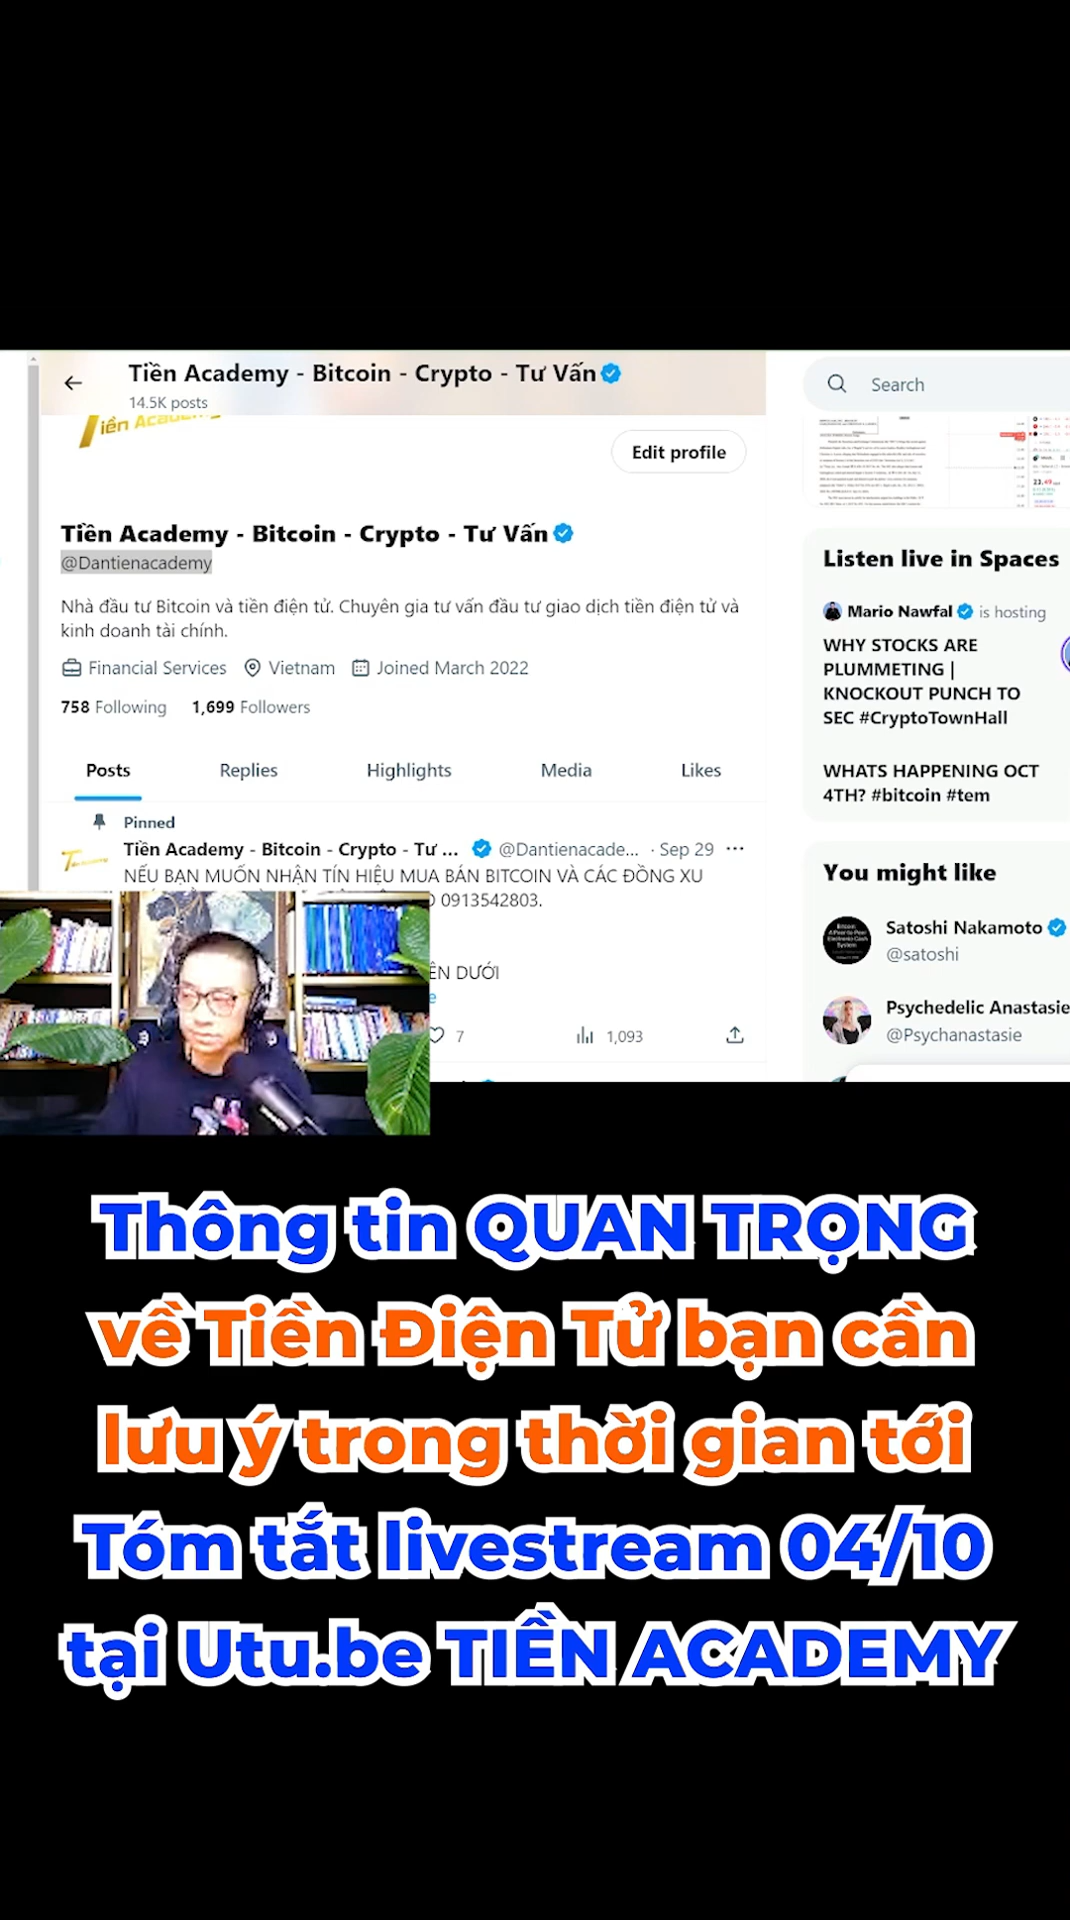 Tiền Academy - Bitcoin - Crypto - Tư Vấn
14.5K posts
Search
Tiền Academy
Edit profile
Tiền Academy - Bitcoin - Crypto - Tư Vấn
@Dantienacademy
Nhà đầu tư Bitcoin và tiền điện tử. Chuyên gia tư vấn đầu tư giao dịch tiền điện tử và
kinh doanh tài chính.
Financial Services Vietnam Joined March 2022
758 Following 1,699 Followers
Posts Replies Highlights Media Likes
Pinned
Tiền Academy - Bitcoin - Crypto - Tư ... @Dantienacade... · Sep 29 ...
NẾU BẠN MUỐN NHẬN TÍN HIỆU MUA BÁN BITCOIN VÀ CÁC ĐỒNG XU
0913542803.
ÊN DƯỚI
7 1,093
Listen live in Spaces
Mario Nawfal is hosting
WHY STOCKS ARE
PLUMMETING |
KNOCKOUT PUNCH TO
SEC #CryptoTownHall
WHATS HAPPENING OCT
4TH? #bitcoin #tem
You might like
Satoshi Nakamoto
@satoshi
Psychedelic Anastasie
@Psychanastasie
Thông tin QUAN TRỌNG
về Tiền Điện Tử bạn cần
lưu ý trong thời gian tới
Tóm tắt livestream 04/10
tại Utu.be TIỀN ACADEMY